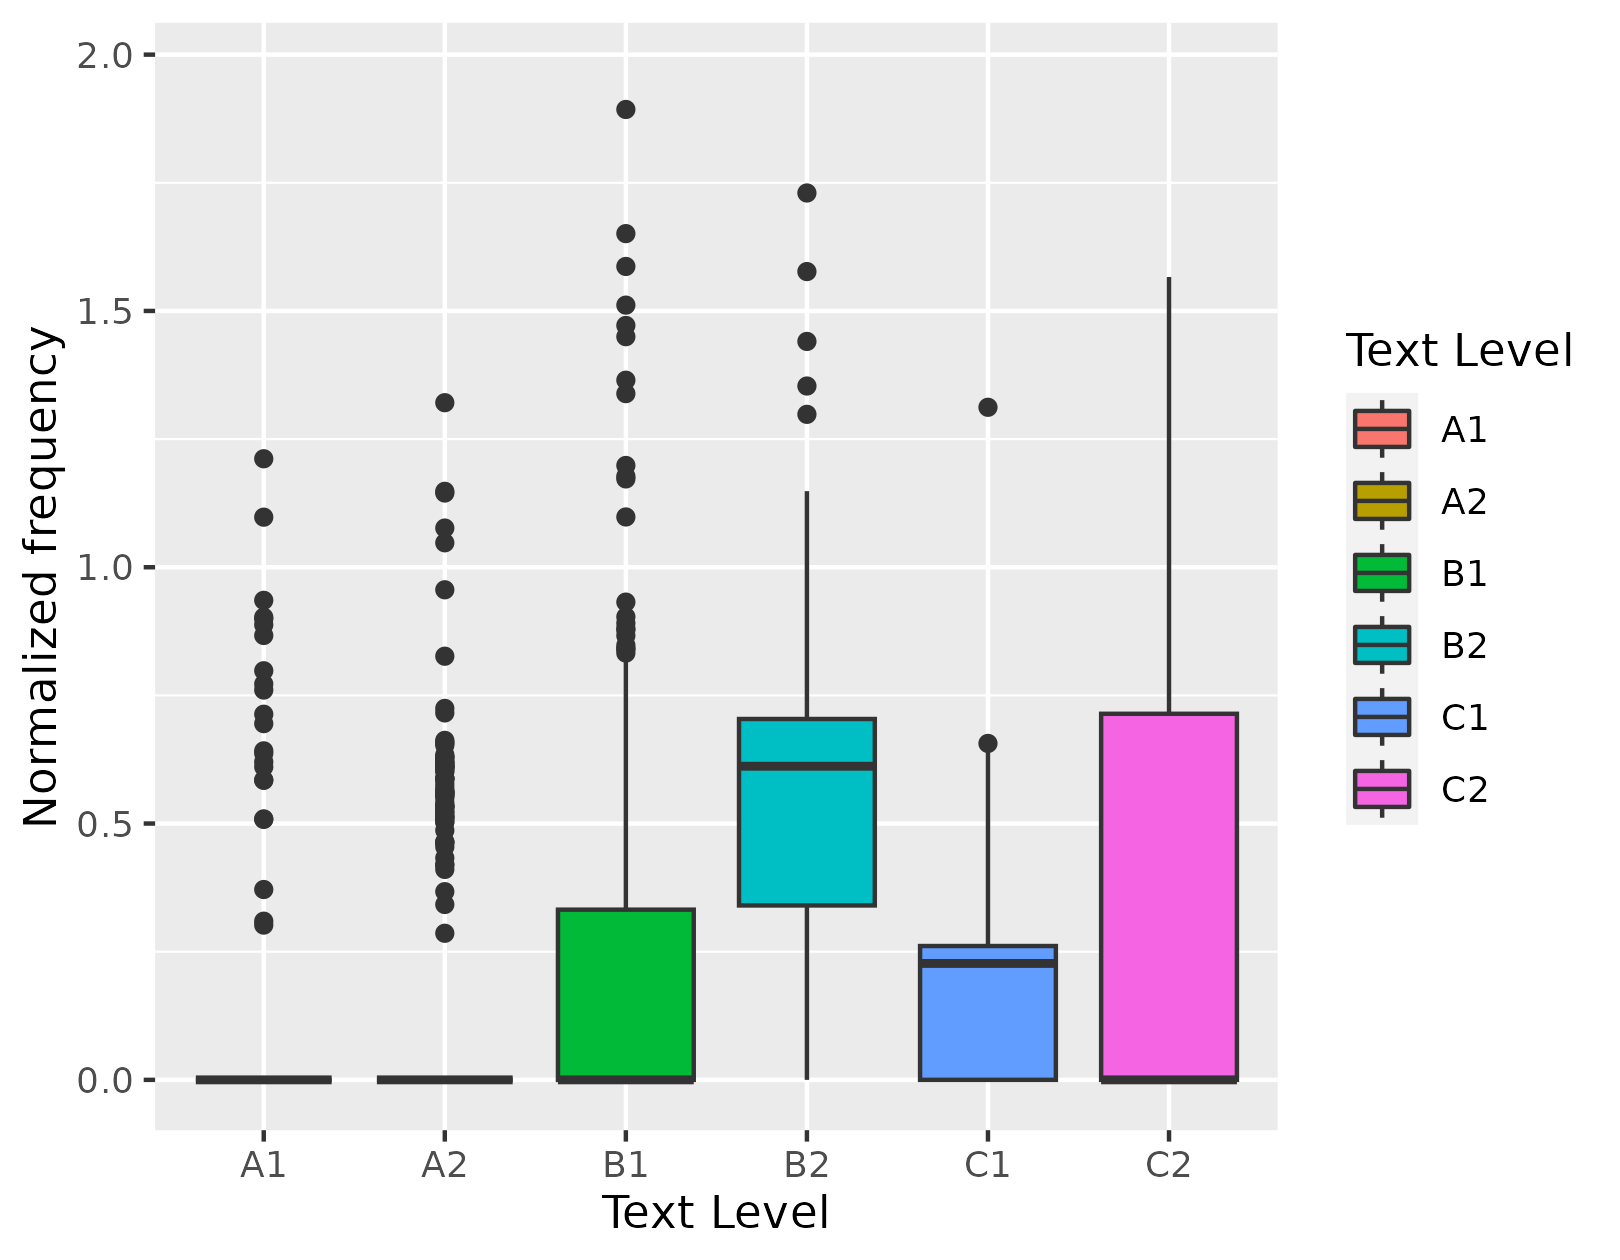 Normalized frequency
2.0
1.5
1.0
0.5
0.0
A1 A2 B1 B2 C1 C2
Text Level
Text Level
A1
A2
B1
B2
C1
C2